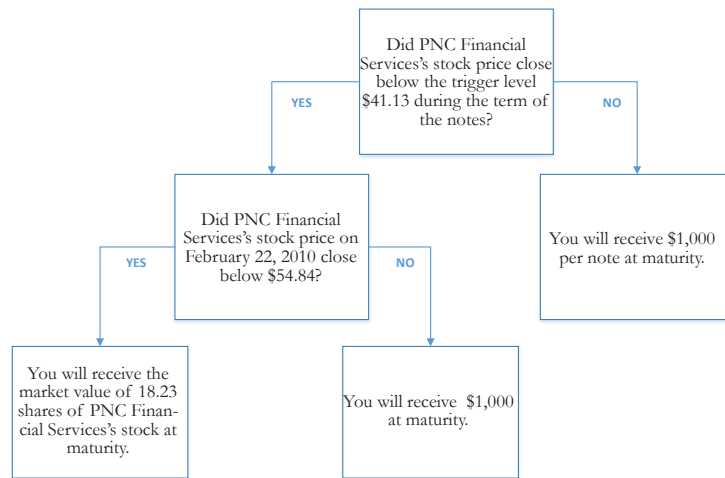 Did PNC Financial
Services's stock price close
below the trigger level
$41.13 during the term of
the notes?
YES
NO
Did PNC Financial
Services's stock price on
February 22, 2010 close
below $54.84?
You will receive $1,000
per note at maturity.
YES
NO
You will receive the
market value of 18.23
shares of PNC Finan-
cial Services's stock at
maturity.
You will receive $1,000
at maturity.